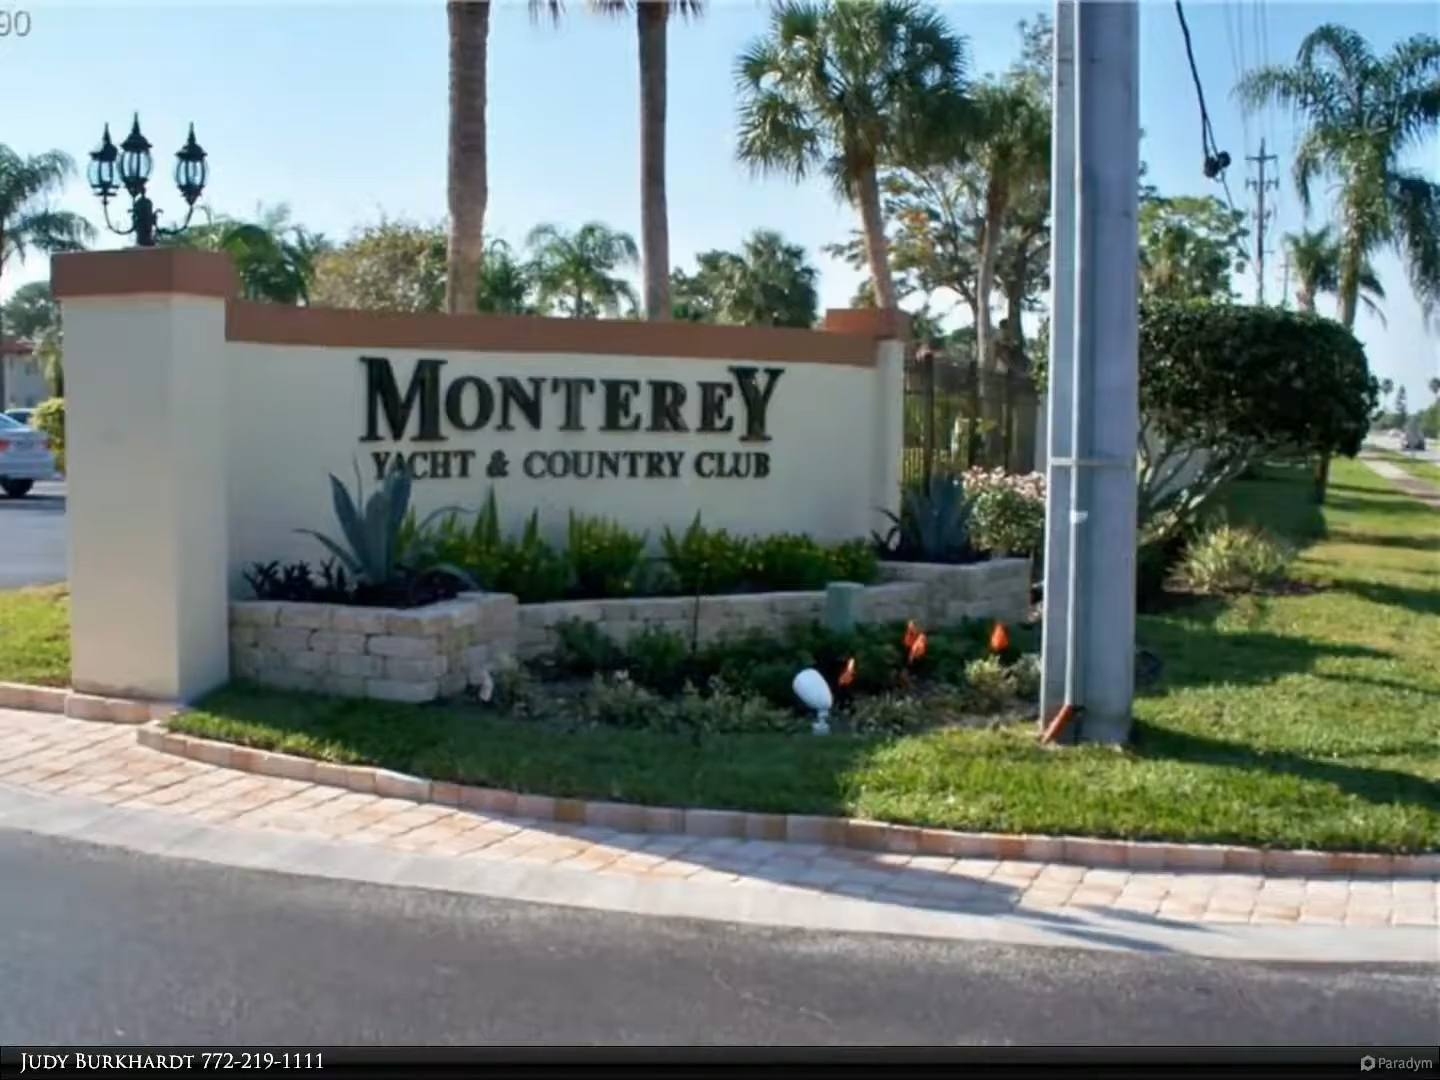 90
MONTEREY
YACHT & COUNTRY CLUB
JUDY BURKHARDT 772-219-1111
Paradym